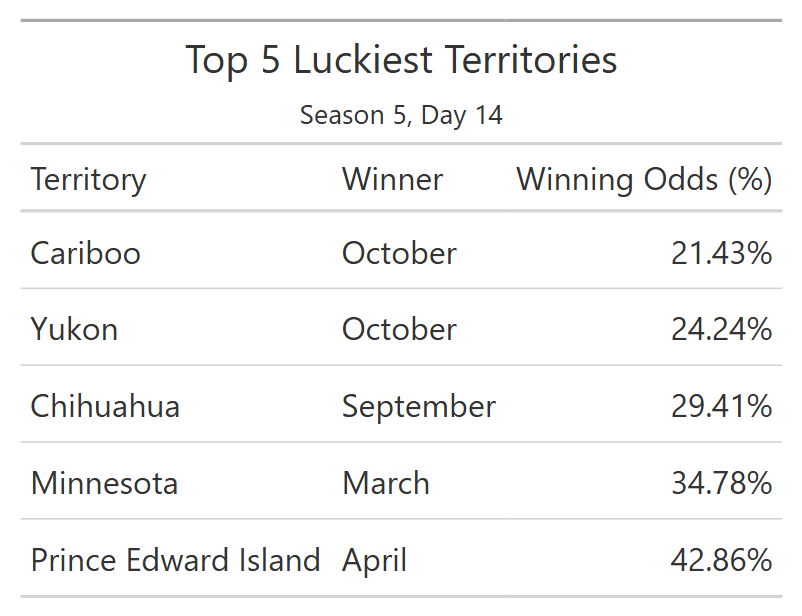 Top 5 Luckiest Territories
Season 5, Day 14
Territory Winner Winning Odds (%)
Cariboo October 21.43%
Yukon October 24.24%
Chihuahua September 29.41%
Minnesota March 34.78%
Prince Edward Island April 42.86%